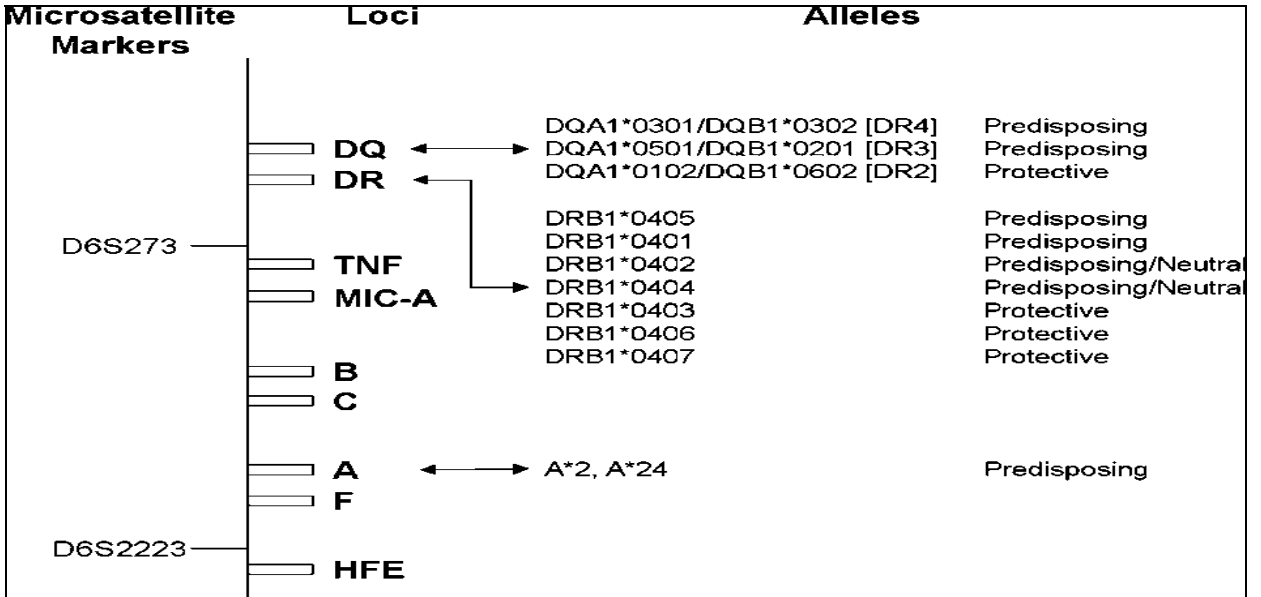 Microsatellite Markers Loci Alleles
DQA1*0301/DQB1*0302 [DR4] Predisposing
DQ DQA1*0501/DQB1*0201 [DR3] Predisposing
DQA1*0102/DQB1*0602 [DR2] Protective
DR
DRB1*0405 Predisposing
D6S273 DRB1*0401 Predisposing
TNF DRB1*0402 Predisposing/Neutral
DRB1*0404 Predisposing/Neutral
MIC-A
DRB1*0403 Protective
DRB1*0406 Protective
DRB1*0407 Protective
B
C
A A*2, A*24 Predisposing
F
D6S2223
HFE